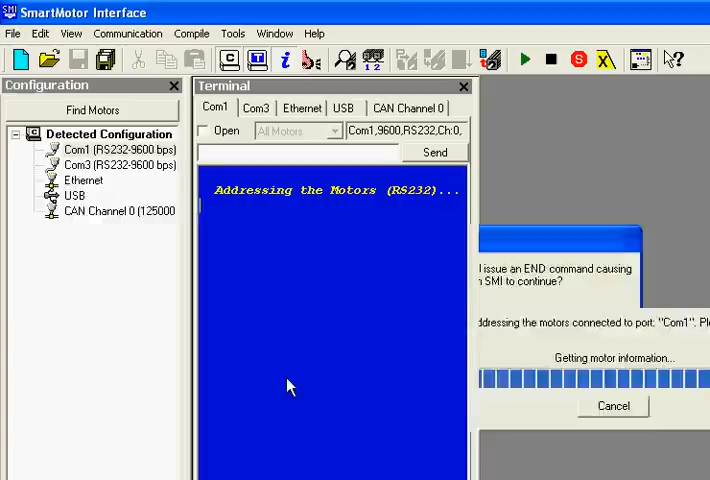 SmartMotor Interface
File Edit View Communication Compile Tools Window Help
Configuration
Find Motors
Detected Configuration
Com1 (RS232-9600 bps)
Com3 (RS232-9600 bps)
Ethernet
USB
CAN Channel 0 (125000
Terminal
Com1 Com3 Ethernet USB CAN Channel 0
Open All Motors Com1,9600,RS232,Ch:0,
Send
Addressing the Motors (RS232)...
issue an END command causing
SMI to continue?
ddressing the motors connected to port: "Com1". Pl
Getting motor information...
Cancel